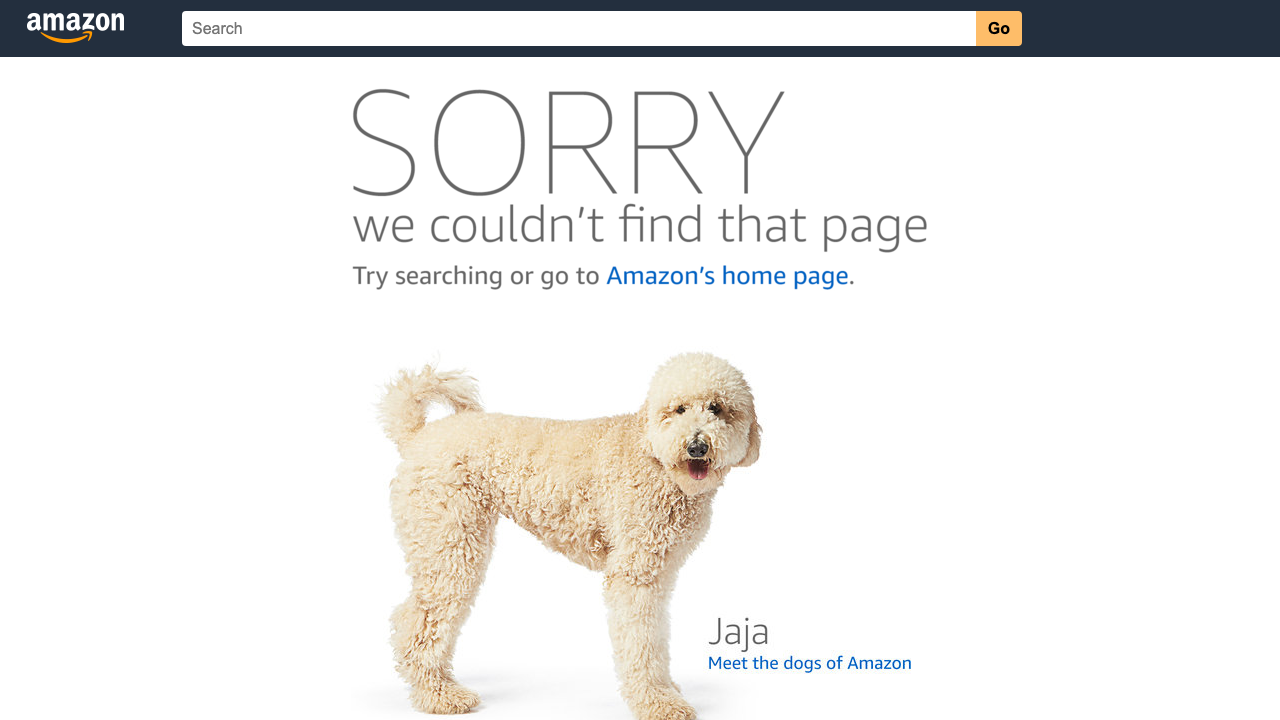 amazon
Search
Go
SORRY
we couldn't find that page
Try searching or go to Amazon's home page.
Jaja
Meet the dogs of Amazon